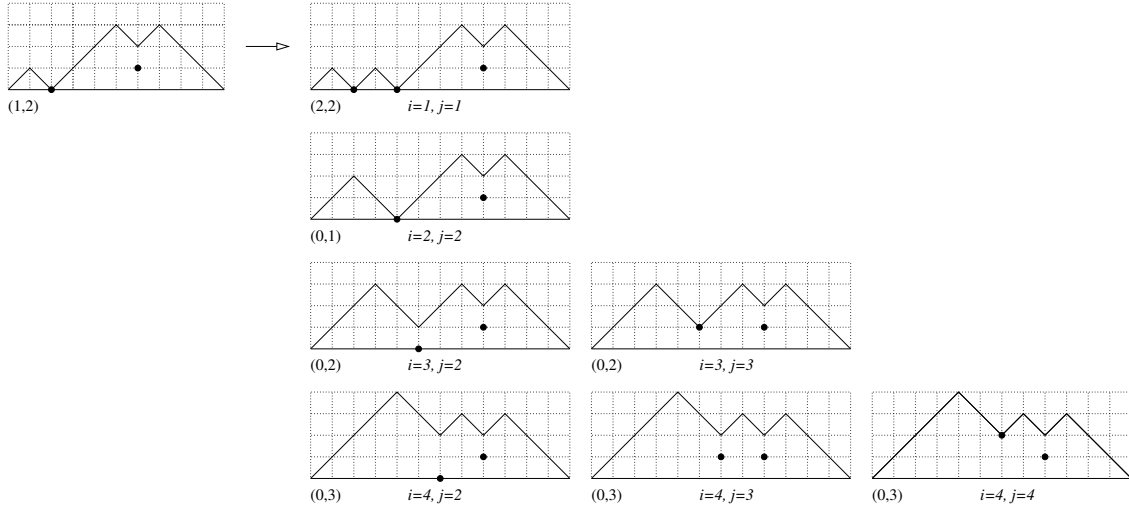 (1,2)
(2,2) i=1, j=1
(0,1) i=2, j=2
(0,2) i=3, j=2
(0,2) i=3, j=3
(0,3) i=4, j=2
(0,3) i=4, j=3
(0,3) i=4, j=4